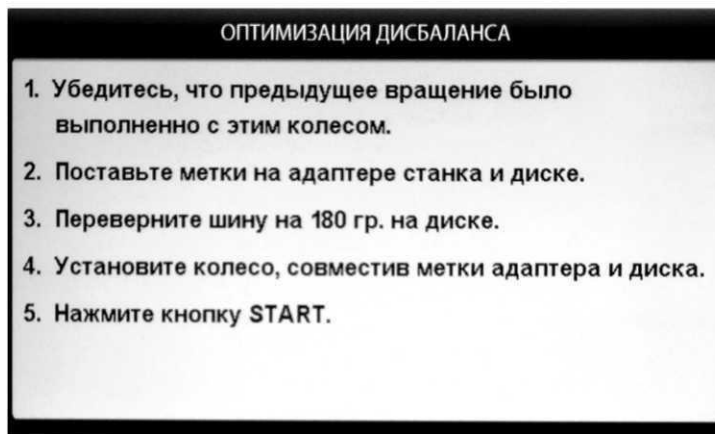 ОПТИМИЗАЦИЯ ДИСБАЛАНСА
1. Убедитесь, что предыдущее вращение было
выполненно с этим колесом.
2. Поставьте метки на адаптере станка и диске.
3. Переверните шину на 180 гр. на диске.
4. Установите колесо, совместив метки адаптера и диска.
5. Нажмите кнопку START.